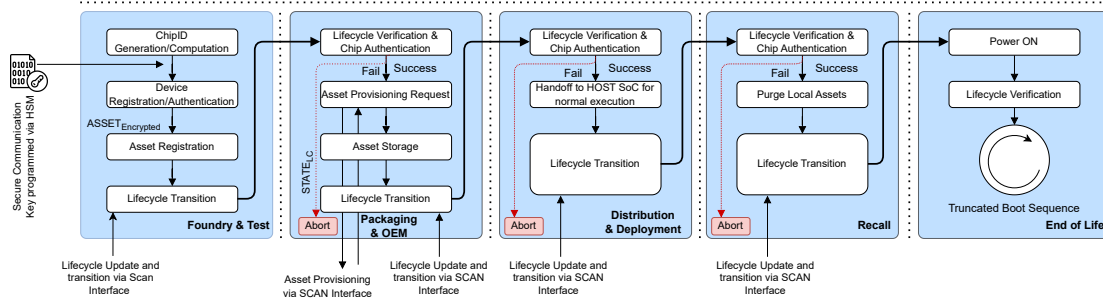 01010
0010
010
Secure Communication
Key programmed via HSM
ChipID
Generation/Computation
Device
Registration/Authentication
ASSET_Encrypted
Asset Registration
Lifecycle Transition
Foundry & Test
Lifecycle Update and
transition via Scan
Interface
Lifecycle Verification &
Chip Authentication
Fail
Success
Asset Provisioning Request
Asset Storage
STATE_LC
Lifecycle Transition
Abort
Packaging
& OEM
Asset Provisioning
via SCAN Interface
Lifecycle Update and
transition via SCAN
Interface
Lifecycle Verification &
Chip Authentication
Fail
Success
Handoff to HOST SoC for
normal execution
Lifecycle Transition
Abort
Distribution
& Deployment
Lifecycle Update and
transition via SCAN
Interface
Lifecycle Verification &
Chip Authentication
Fail
Success
Purge Local Assets
Lifecycle Transition
Abort
Recall
Lifecycle Update and
transition via SCAN
Interface
Power ON
Lifecycle Verification
Truncated Boot Sequence
End of Life